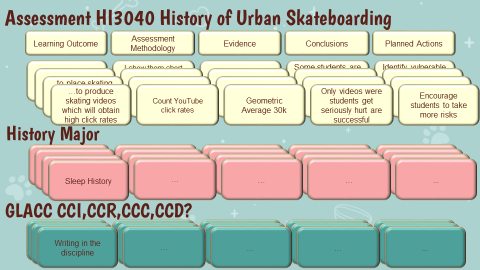 Assessment HI3040 History of Urban Skateboarding
Learning Outcome
Assessment
Methodology
Evidence
Conclusions
Planned Actions
to place skating
I show them short
Some students are
Identify vulnerable
….to produce
skating videos
which will obtain
high click rates
Count YouTube
click rates
Geometric
Average 30k
Only videos were
students get
seriously hurt are
successful
Encourage
students to take
more risks
History Major
Sleep History
...
...
...
...
GLACC CCI,CCR,CCC,CCD?
Writing in the
discipline
....
....
....
....